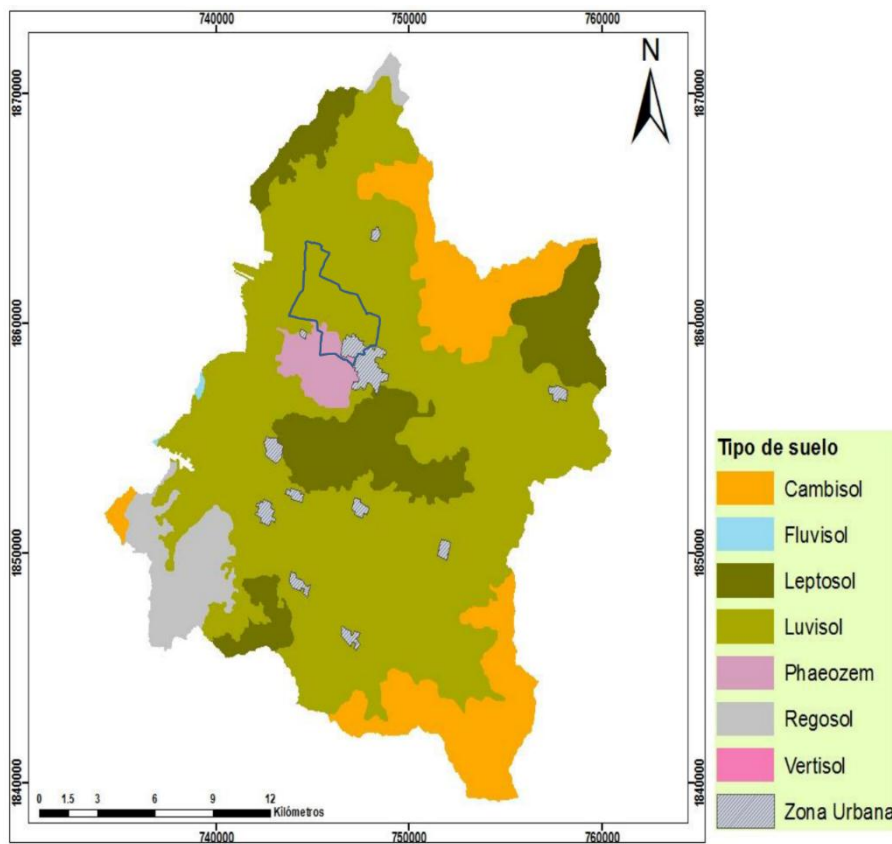 740000 750000 760000
N
1870000 1870000
1860000 1860000
1850000 1850000
1840000 1840000
Tipo de suelo
Cambisol
Fluvisol
Leptosol
Luvisol
Phaeozem
Regosol
Vertisol
Zona Urbana
0 1.5 3 6 9 12
Kilómetros
740000 750000 760000